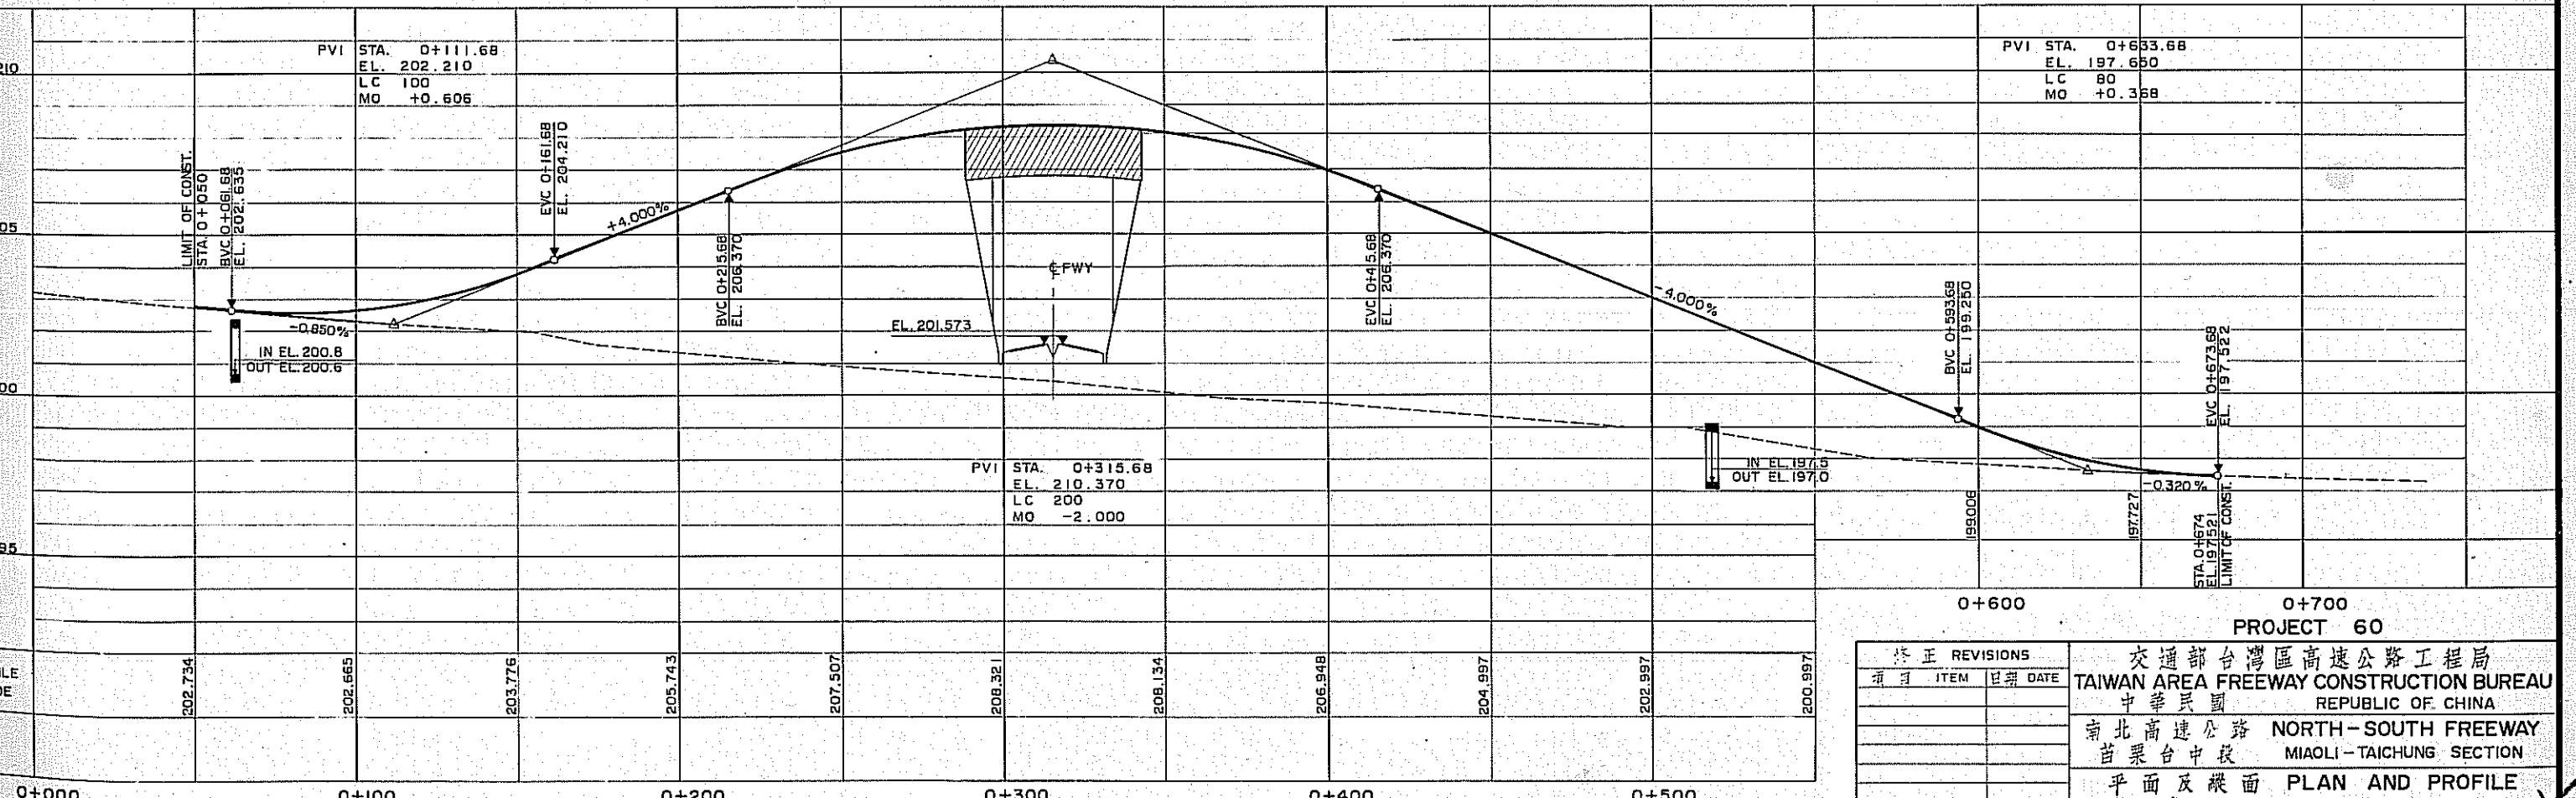 210
PVI STA. 0+111.68
EL. 202.210
LC 100
MO +0.606
PVI STA. 0+633.68
EL. 197.650
LC 80
MO +0.368
LIMIT OF CONST.
STA. 0+050
BVC 0+061.68
EL. 202.635
EVC 0+161.68
EL. 204.210
+4.000%
BVC 0+215.68
EL. 206.370
℄ FWY
EL. 201.573
EVC 0+415.68
EL. 206.370
-4.000%
BVC 0+593.68
EL. 199.250
EVC 0+673.68
EL. 197.522
05
-0.850%
IN EL. 200.8
OUT EL. 200.6
00
PVI STA. 0+315.68
EL. 210.370
LC 200
MO -2.000
IN EL. 197.5
OUT EL. 197.0
-0.320%
199.006
197.727
STA. 0+674
EL. 197.521
LIMIT OF CONST.
95
0+600
0+700
PROJECT 60
202.734
202.665
203.776
205.743
207.507
208.321
208.134
206.948
204.997
202.997
200.997
0+000
0+100
0+200
0+300
0+400
0+500
修正 REVISIONS
項目 ITEM 日期 DATE
交通部台灣區高速公路工程局
TAIWAN AREA FREEWAY CONSTRUCTION BUREAU
中華民國 REPUBLIC OF CHINA
南北高速公路 NORTH-SOUTH FREEWAY
苗栗台中段 MIAOLI-TAICHUNG SECTION
平面及縱面 PLAN AND PROFILE